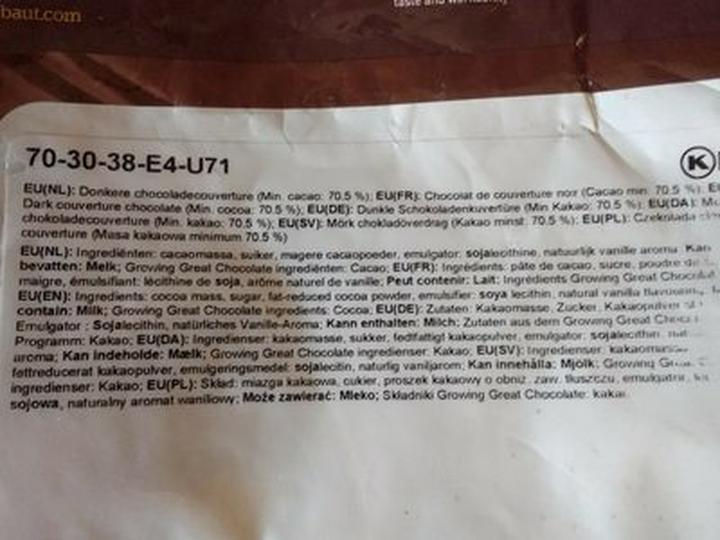 baut.com
taste and workability
70-30-38-E4-U71
K
EU(NL): Donkere chocoladecouverture (Min. cacao: 70.5 %); EU(FR): Chocolat de couverture noir (Cacao min: 70.5 %);
Dark couverture chocolate (Min. cocoa: 70.5 %); EU(DE): Dunkle Schokoladenkuvertüre (Min Kakao: 70.5 %); EU(DA):
chokoladecouverture (Min. kakao: 70.5 %); EU(SV): Mörk chokladöverdrag (Kakao minst: 70.5 %); EU(PL): Czekolada
couverture (Masa kakaowa minimum 70.5 %)
EU(NL): Ingrediënten: cacaomassa, suiker, magere cacaopoeder, emulgator: sojalecithine, natuurlijk vanille aroma; Kan
bevatten: Melk; Growing Great Chocolate ingrediënten: Cacao; EU(FR): Ingrédients: pâte de cacao, sucre, poudre de
maigre, émulsifiant: lécithine de soja, arôme naturel de vanille; Peut contenir: Lait; Ingrédients Growing Great
EU(EN): Ingredients: cocoa mass, sugar, fat-reduced cocoa powder, emulsifier: soya lecithin, natural vanilla flavouring,
contain: Milk; Growing Great Chocolate ingredients: Cocoa; EU(DE): Zutaten: Kakaomasse, Zucker, Kakaopulver
Emulgator : Sojalecithin, natürliches Vanille-Aroma; Kann enthalten: Milch; Zutaten aus dem Growing Great
Programm: Kakao; EU(DA): Ingredienser: kakaomasse, sukker, fedtfattigt kakaopulver, emulgator: sojalecithin,
aroma; Kan indeholde: Mælk; Growing Great Chocolate ingredienser: Kakao; EU(SV): Ingredienser:
fettreducerat kakaopulver, emulgeringsmedel: sojalecitin, naturlig vaniljarom; Kan innehålla: Mjölk; Growing
ingredienser: Kakao; EU(PL): Skład: miazga kakaowa, cukier, proszek kakaowy o obniż. zaw. tłuszczu,
sojowa, naturalny aromat waniliowy; Może zawierać: Mleko; Składniki Growing Great Chocolate: